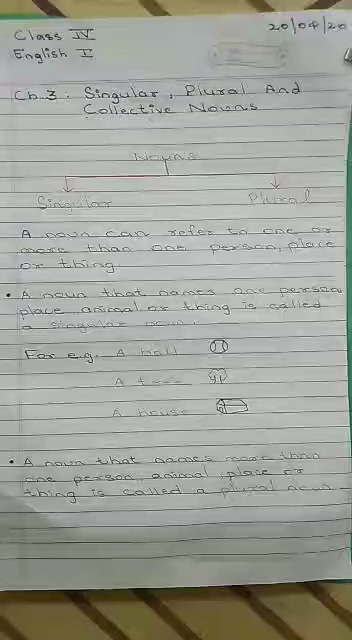 Class IV 20/04/20
English I
Ch.3: Singular, Plural And
Collective Nouns
Nouns
Singular Plural
A noun can refer to one or
more than one person, place
or thing
• A noun that names one person
place, animal or thing is called
a singular noun.
For e.g. A ball
A
A house
• A noun that names more than
one person, animal, place or
thing is called a plural noun